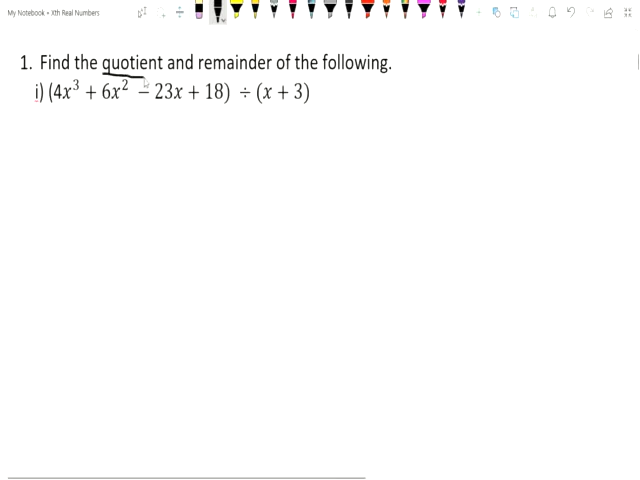 My Notebook » Xth Real Numbers
1. Find the quotient and remainder of the following.
i) (4x³ + 6x² − 23x + 18) ÷ (x + 3)